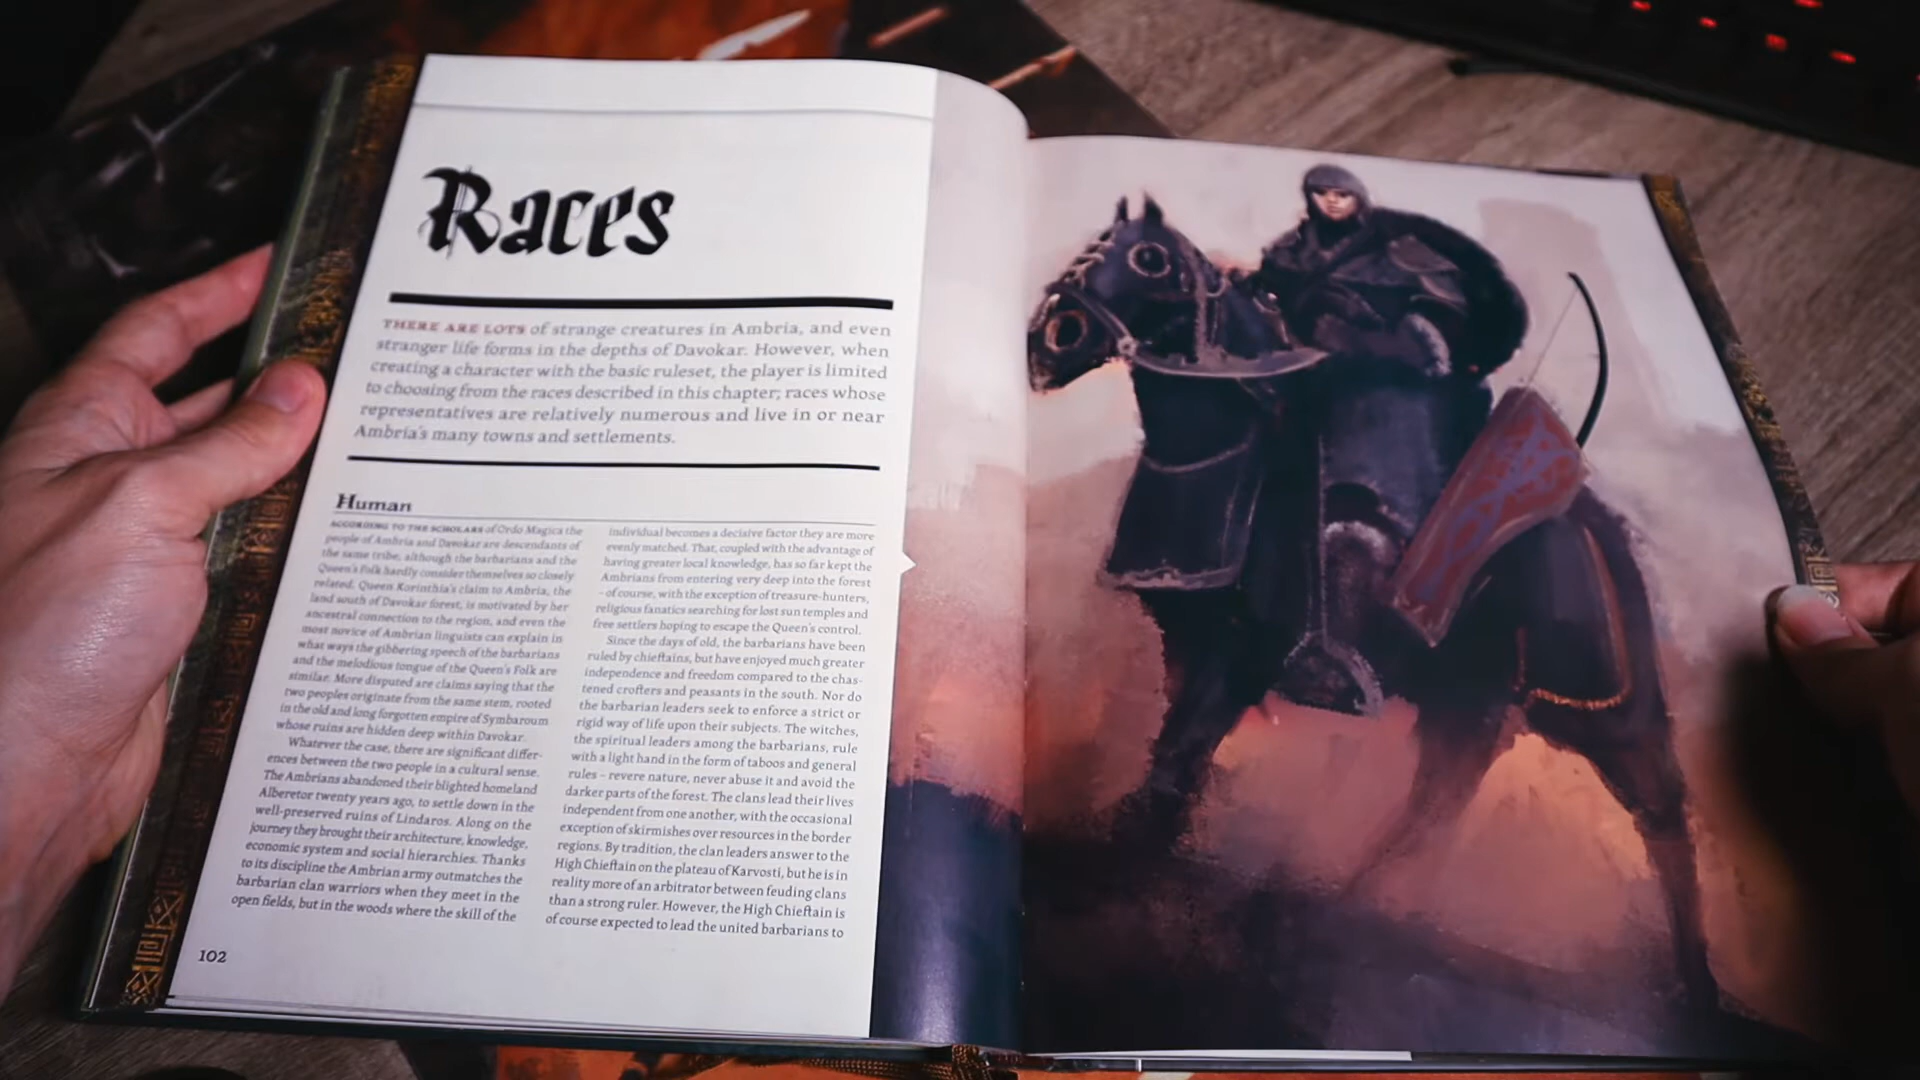 Races
THERE ARE LOTS of strange creatures in Ambria, and even
stranger life forms in the depths of Davokar. However, when
creating a character with the basic ruleset, the player is limited
to choosing from the races described in this chapter; races whose
representatives are relatively numerous and live in or near
Ambria's many towns and settlements.
Human
ACCORDING TO THE SCHOLARS of Ordo Magica the
people of Ambria and Davokar are descendants of
the same tribe, although the barbarians and the
Queen's Folk hardly consider themselves so closely
related. Queen Korinthia's claim to Ambria, the
land south of Davokar forest, is motivated by her
ancestral connection to the region, and even the
most novice of Ambrian linguists can explain in
what ways the gibbering speech of the barbarians
and the melodious tongue of the Queen's Folk are
similar. More disputed are claims saying that the
two peoples originate from the same stem, rooted
in the old and long forgotten empire of Symbaroum
whose ruins are hidden deep within Davokar.
Whatever the case, there are significant differ-
ences between the two people in a cultural sense.
The Ambrians abandoned their blighted homeland
Alberetor twenty years ago, to settle down in the
well-preserved ruins of Lindaros. Along on the
journey they brought their architecture, knowledge,
economic system and social hierarchies. Thanks
to its discipline the Ambrian army outmatches the
barbarian clan warriors when they meet in the
open fields, but in the woods where the skill of the
individual becomes a decisive factor they are more
evenly matched. That, coupled with the advantage of
having greater local knowledge, has so far kept the
Ambrians from entering very deep into the forest
– of course, with the exception of treasure-hunters,
religious fanatics searching for lost sun temples and
free settlers hoping to escape the Queen's control.
Since the days of old, the barbarians have been
ruled by chieftains, but have enjoyed much greater
independence and freedom compared to the chas-
tened crofters and peasants in the south. Nor do
the barbarian leaders seek to enforce a strict or
rigid way of life upon their subjects. The witches,
the spiritual leaders among the barbarians, rule
with a light hand in the form of taboos and general
rules – revere nature, never abuse it and avoid the
darker parts of the forest. The clans lead their lives
independent from one another, with the occasional
exception of skirmishes over resources in the border
regions. By tradition, the clan leaders answer to the
High Chieftain on the plateau of Karvosti, but he is in
reality more of an arbitrator between feuding clans
than a strong ruler. However, the High Chieftain is
of course expected to lead the united barbarians to
102